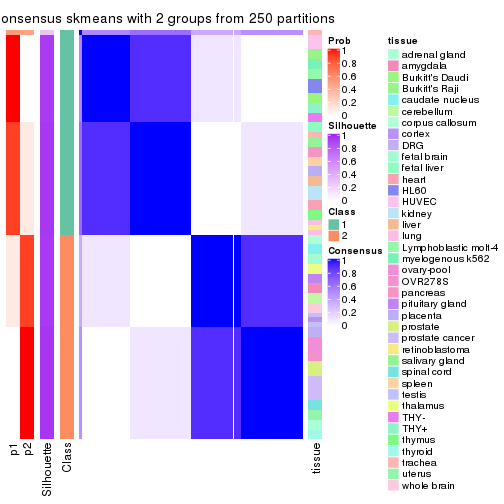 onsensus skmeans with 2 groups from 250 partitions
Prob
1
0.8
0.6
0.4
0.2
0
Silhouette
1
0.8
0.6
0.4
0.2
0
Class
1
2
Consensus
1
0.8
0.6
0.4
0.2
0
tissue
adrenal gland
amygdala
Burkitt's Daudi
Burkitt's Raji
caudate nucleus
cerebellum
corpus callosum
cortex
DRG
fetal brain
fetal liver
heart
HL60
HUVEC
kidney
liver
lung
Lymphoblastic molt-4
myelogenous k562
ovary-pool
OVR278S
pancreas
pituitary gland
placenta
prostate
prostate cancer
retinoblastoma
salivary gland
spinal cord
spleen
testis
thalamus
THY-
THY+
thymus
thyroid
trachea
uterus
whole brain
p1
p2
Silhouette
Class
tissue